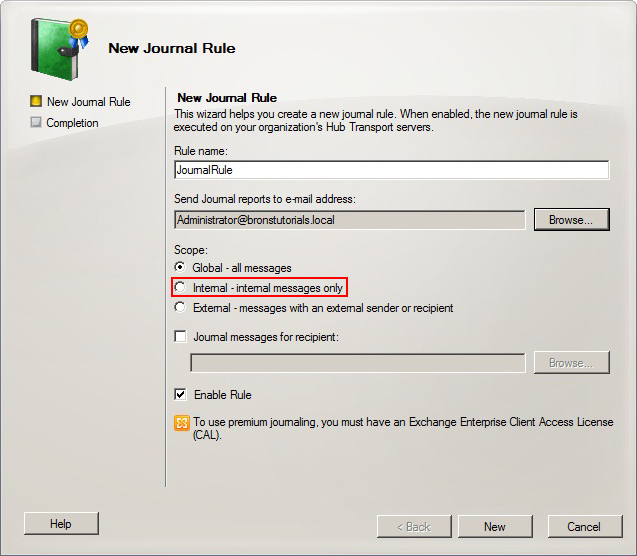 New Journal Rule
New Journal Rule
Completion
New Journal Rule
This wizard helps you create a new journal rule. When enabled, the new journal rule is
executed on your organization's Hub Transport servers.
Rule name:
JournalRule
Send Journal reports to e-mail address:
Administrator@bronstutorials.local
Browse...
Scope:
Global - all messages
Internal - internal messages only
External - messages with an external sender or recipient
Journal messages for recipient:
Browse...
Enable Rule
To use premium journaling, you must have an Exchange Enterprise Client Access License
(CAL).
Help
< Back
New
Cancel